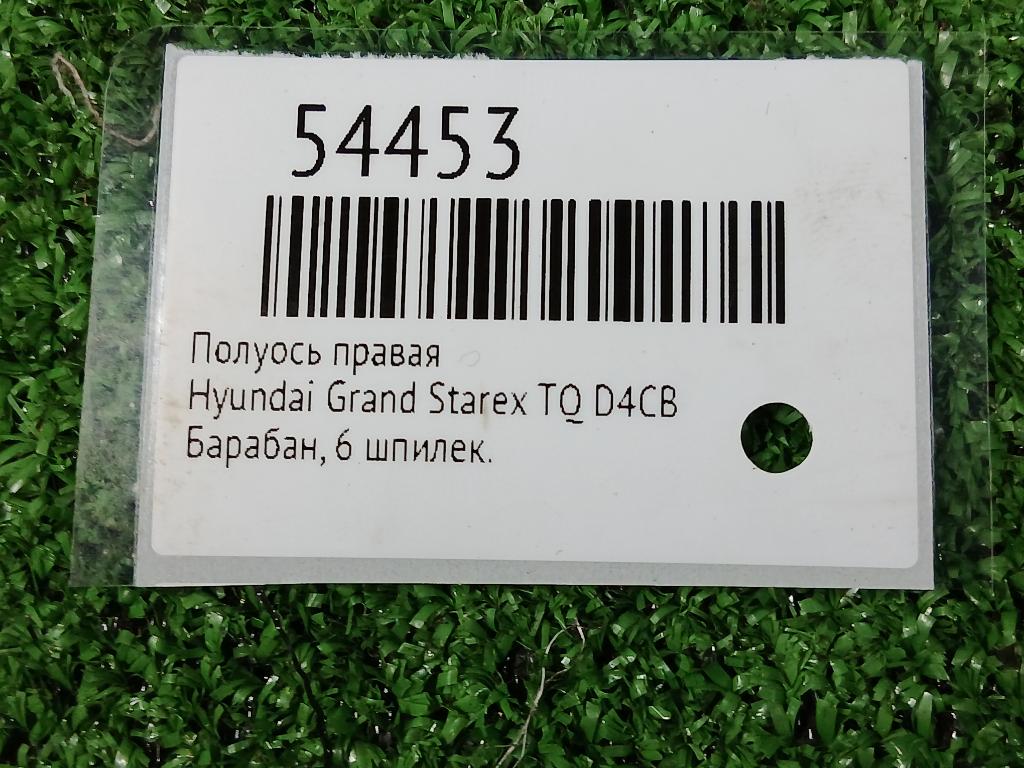 54453
Полуось правая
Hyundai Grand Starex TQ D4CB
Барабан, 6 шпилек.